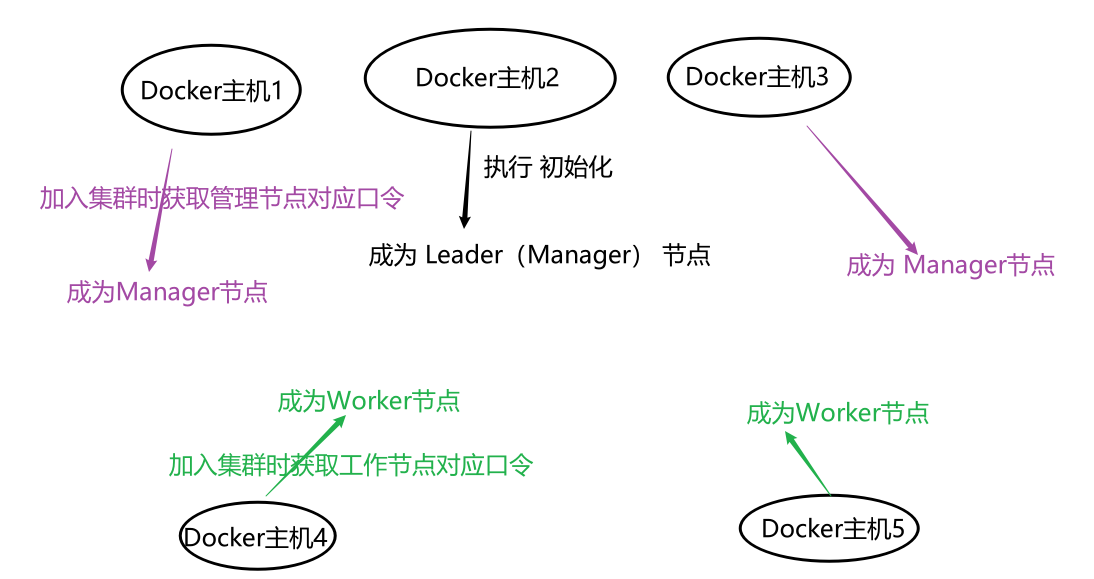 Docker主机1
Docker主机2
Docker主机3
执行 初始化
加入集群时获取管理节点对应口令
成为 Leader（Manager） 节点
成为 Manager节点
成为Manager节点
成为Worker节点
成为Worker节点
加入集群时获取工作节点对应口令
Docker主机4
Docker主机5